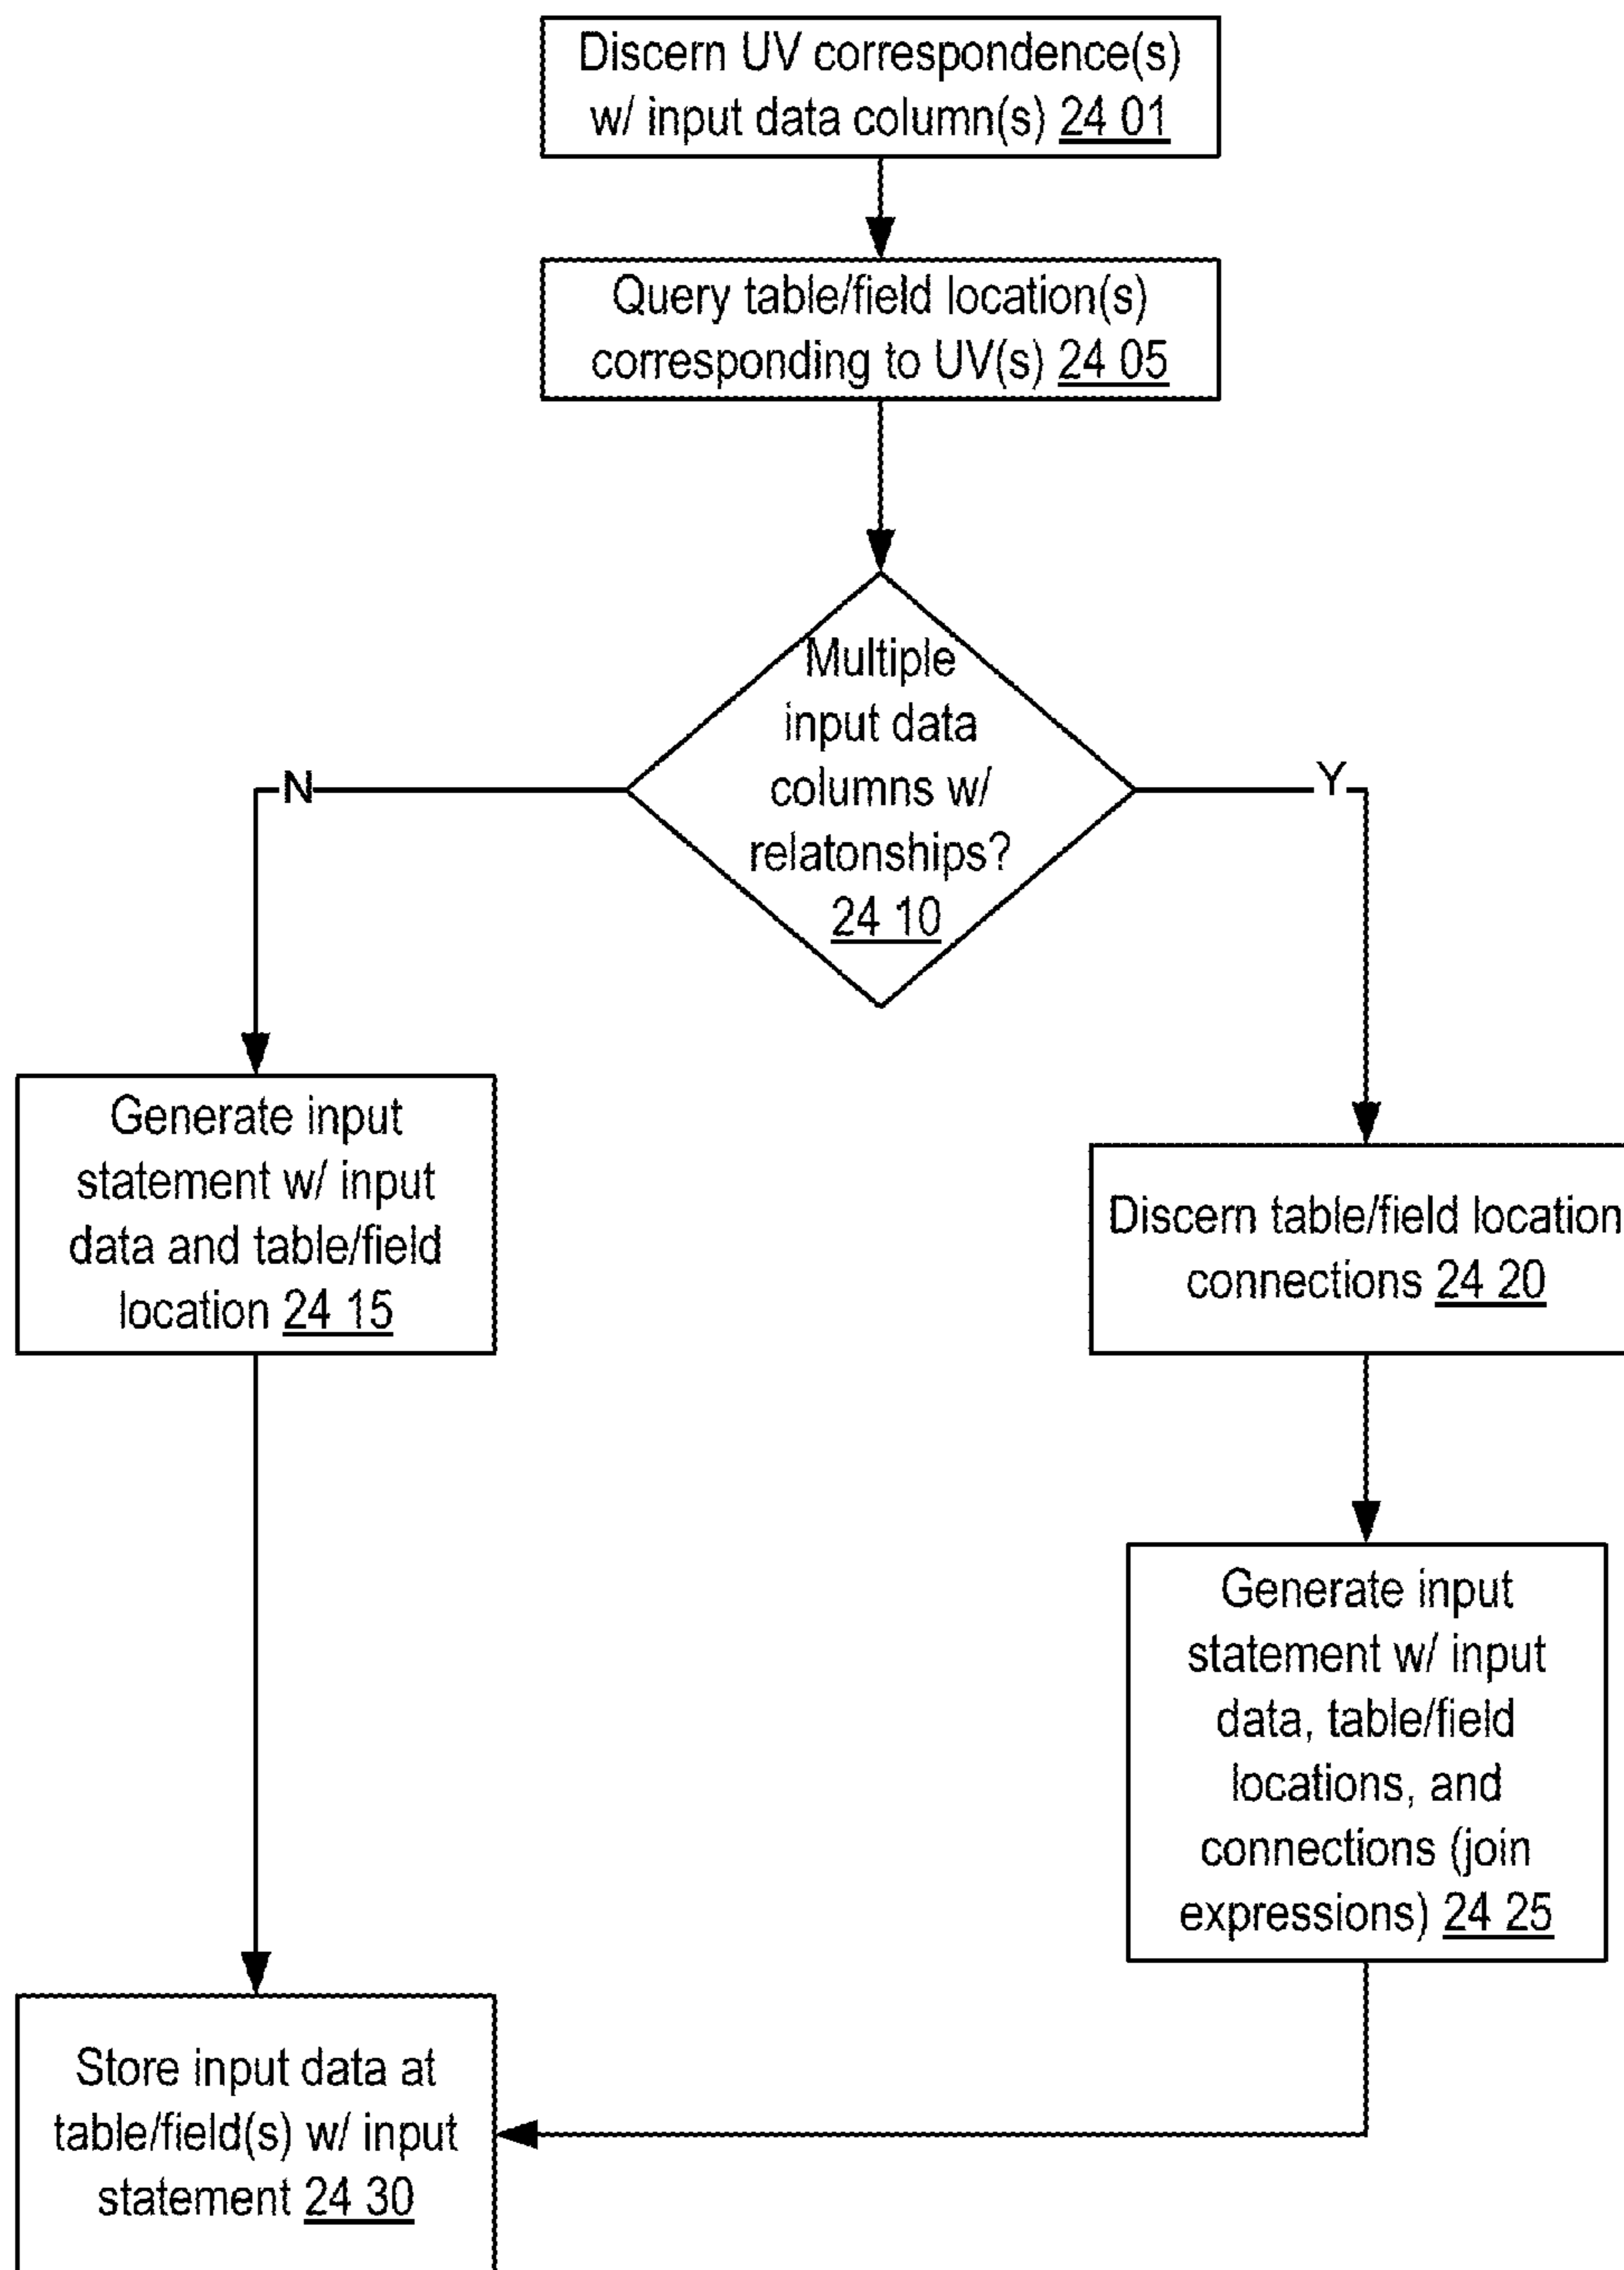 Discern UV correspondence(s)
w/ input data column(s) 24 01
Query table/field location(s)
corresponding to UV(s) 24 05
Multiple
input data
columns w/
relatonships?
24 10
N
Y
Generate input
statement w/ input
data and table/field
location 24 15
Discern table/field location
connections 24 20
Generate input
statement w/ input
data, table/field
locations, and
connections (join
expressions) 24 25
Store input data at
table/field(s) w/ input
statement 24 30